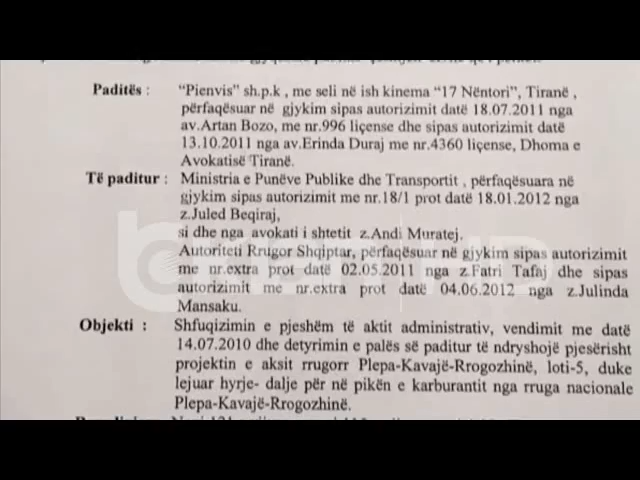 Paditës : "Pienvis" sh.p.k , me seli në ish kinema "17 Nëntori", Tiranë ,
përfaqësuar në gjykim sipas autorizimit datë 18.07.2011 nga
av.Artan Bozo, me nr.996 liçense dhe sipas autorizimit datë
13.10.2011 nga av.Erinda Duraj me nr.4360 liçense, Dhoma e
Avokatisë Tiranë.
Të paditur : Ministria e Punëve Publike dhe Transportit , përfaqësuara në
gjykim sipas autorizimit me nr.18/1 prot datë 18.01.2012 nga
z.Juled Beqiraj,
si dhe nga avokati i shtetit z.Andi Muratej.
Autoriteti Rrugor Shqiptar, përfaqësuar në gjykim sipas autorizimit
me nr.extra prot datë 02.05.2011 nga z.Fatri Tafaj dhe sipas
autorizimit me nr.extra prot datë 04.06.2012 nga z.Julinda
Mansaku.
Objekti : Shfuqizimin e pjeshëm të aktit administrativ, vendimit me datë
14.07.2010 dhe detyrimin e palës së paditur të ndryshojë pjesërisht
projektin e aksit rrugorr Plepa-Kavajë-Rrogozhinë, loti-5, duke
lejuar hyrje- dalje për në pikën e karburantit nga rruga nacionale
Plepa-Kavajë-Rrogozhinë.